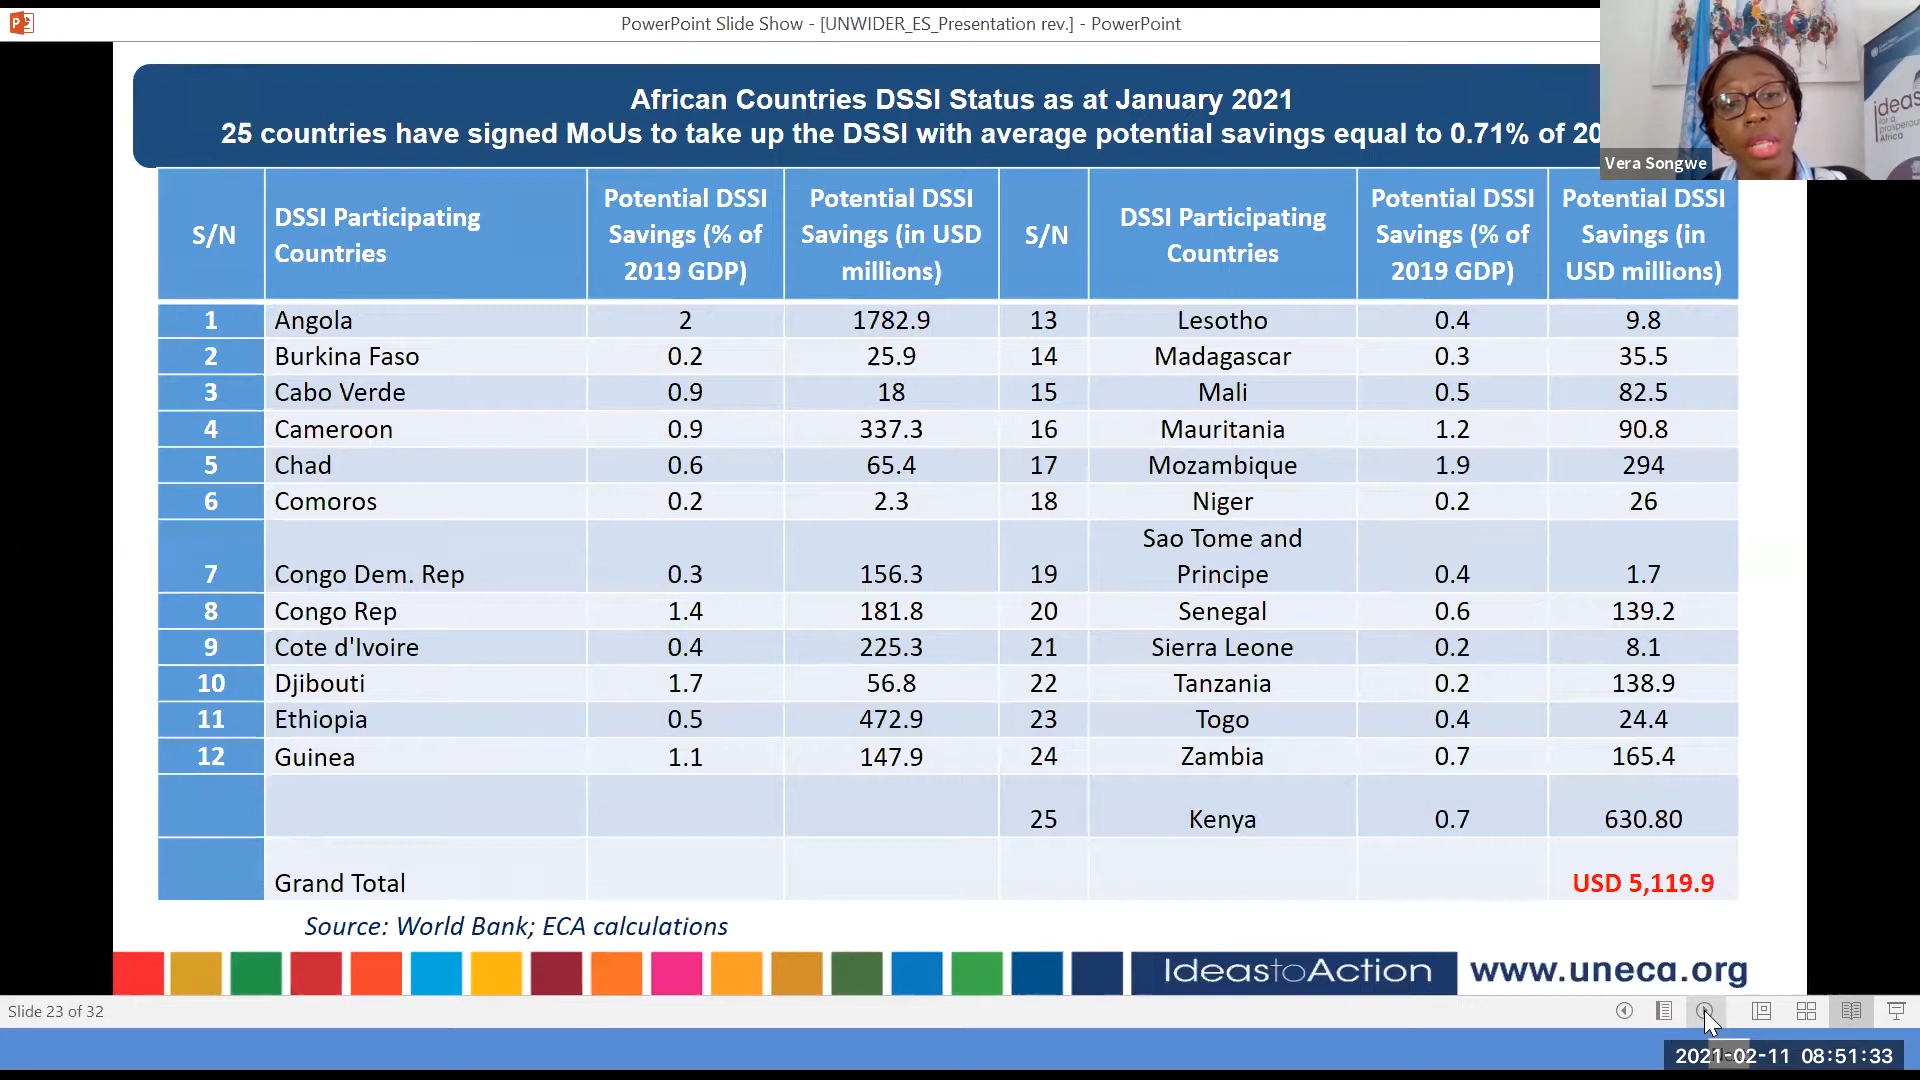 PowerPoint Slide Show - [UNWIDER_ES_Presentation rev.] - PowerPoint
African Countries DSSI Status as at January 2021
25 countries have signed MoUs to take up the DSSI with average potential savings equal to 0.71% of 20
ideas
for a
prosperous
Africa
Vera Songwe
S/N DSSI Participating Countries Potential DSSI Savings (% of 2019 GDP) Potential DSSI Savings (in USD millions) S/N DSSI Participating Countries Potential DSSI Savings (% of 2019 GDP) Potential DSSI Savings (in USD millions)
1 Angola 2 1782.9 13 Lesotho 0.4 9.8
2 Burkina Faso 0.2 25.9 14 Madagascar 0.3 35.5
3 Cabo Verde 0.9 18 15 Mali 0.5 82.5
4 Cameroon 0.9 337.3 16 Mauritania 1.2 90.8
5 Chad 0.6 65.4 17 Mozambique 1.9 294
6 Comoros 0.2 2.3 18 Niger 0.2 26
7 Congo Dem. Rep 0.3 156.3 19 Sao Tome and Principe 0.4 1.7
8 Congo Rep 1.4 181.8 20 Senegal 0.6 139.2
9 Cote d'Ivoire 0.4 225.3 21 Sierra Leone 0.2 8.1
10 Djibouti 1.7 56.8 22 Tanzania 0.2 138.9
11 Ethiopia 0.5 472.9 23 Togo 0.4 24.4
12 Guinea 1.1 147.9 24 Zambia 0.7 165.4
25 Kenya 0.7 630.80
Grand Total USD 5,119.9
Source: World Bank; ECA calculations
IdeastoAction www.uneca.org
Slide 23 of 32
2021-02-11 08:51:33